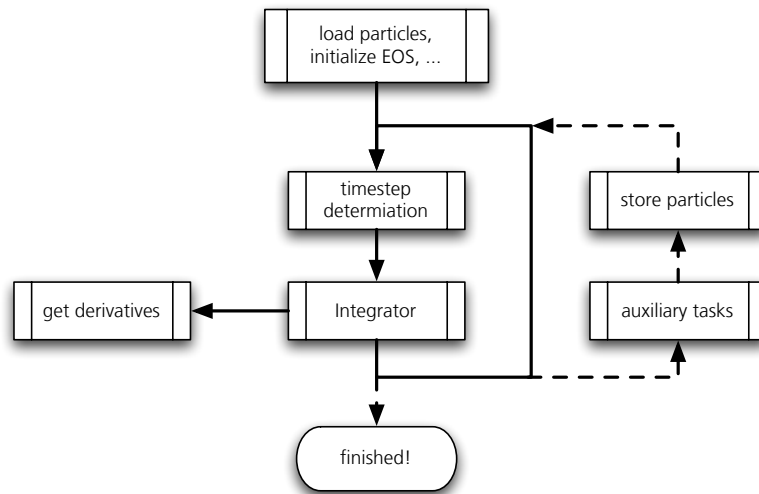 load particles,
initialize EOS, ...
timestep
determiation
store particles
get derivatives
Integrator
auxiliary tasks
finished!